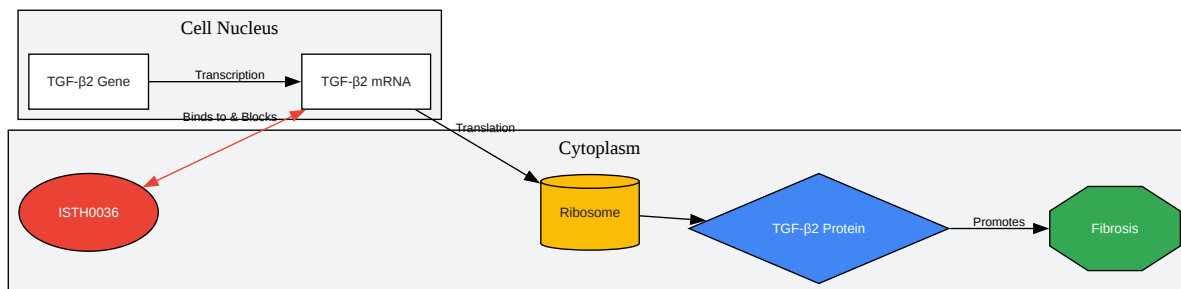 Cell Nucleus
TGF-β2 Gene
Transcription
TGF-β2 mRNA
Binds to & Blocks
Translation
Cytoplasm
ISTH0036
Ribosome
TGF-β2 Protein
Promotes
Fibrosis